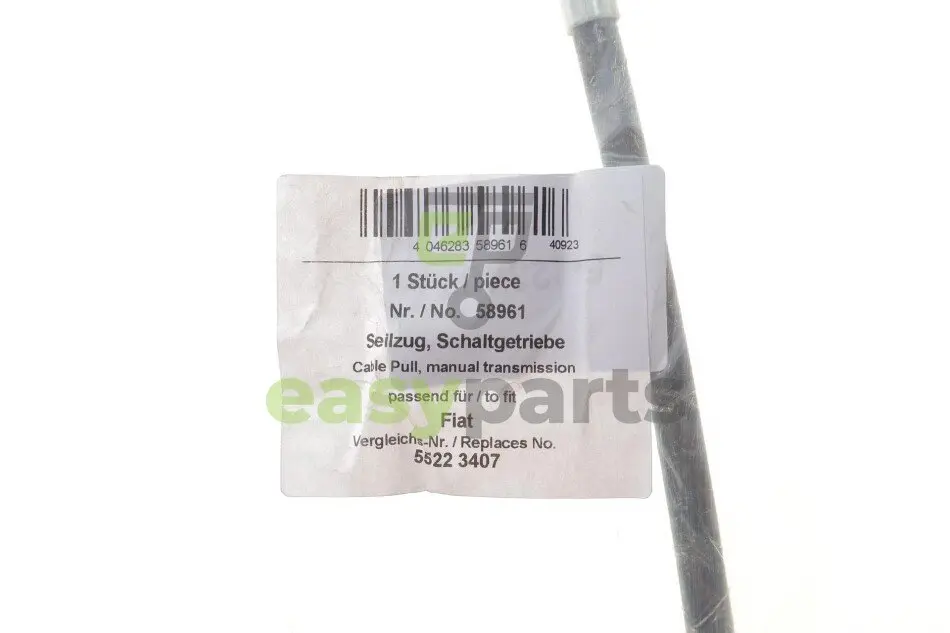 4 046283 58961 6 40923
1 Stück / piece
Nr. / No. 58961
Seilzug, Schaltgetriebe
Cable Pull, manual transmission
easyparts
passend für / to fit
Fiat
Vergleichs-Nr. / Replaces No.
5522 3407